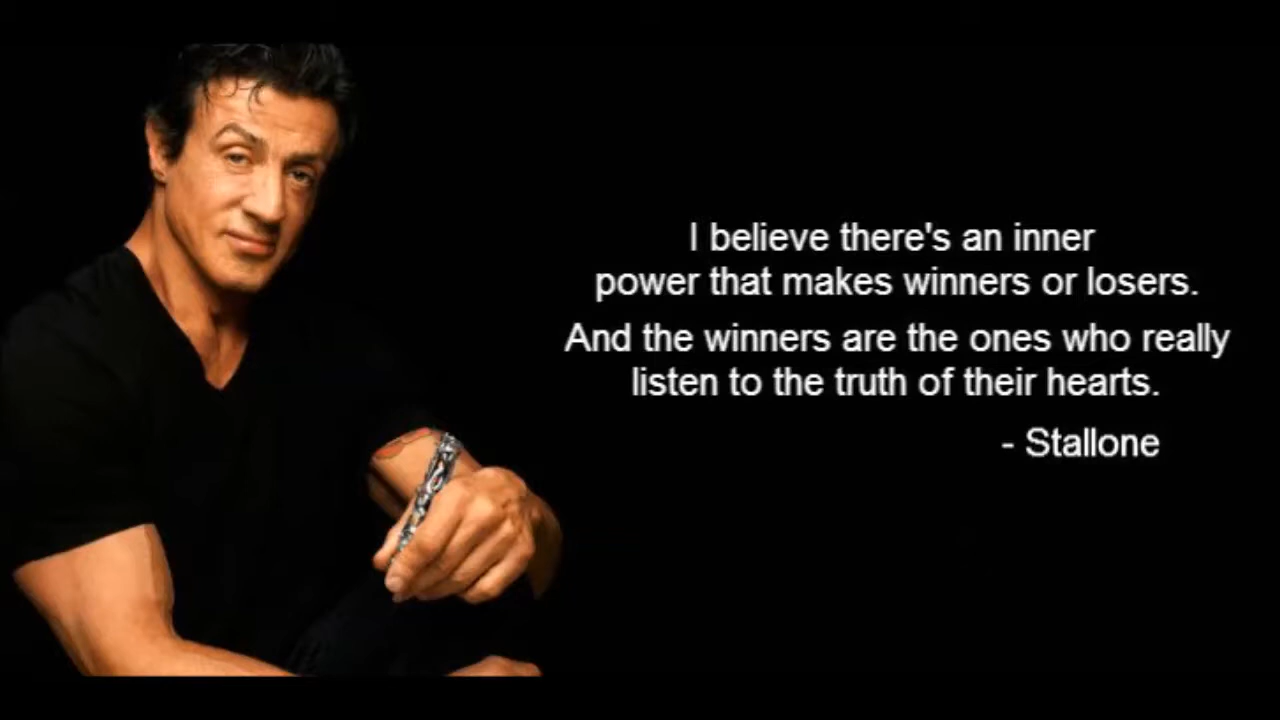 I believe there's an inner
power that makes winners or losers.
And the winners are the ones who really
listen to the truth of their hearts.
- Stallone